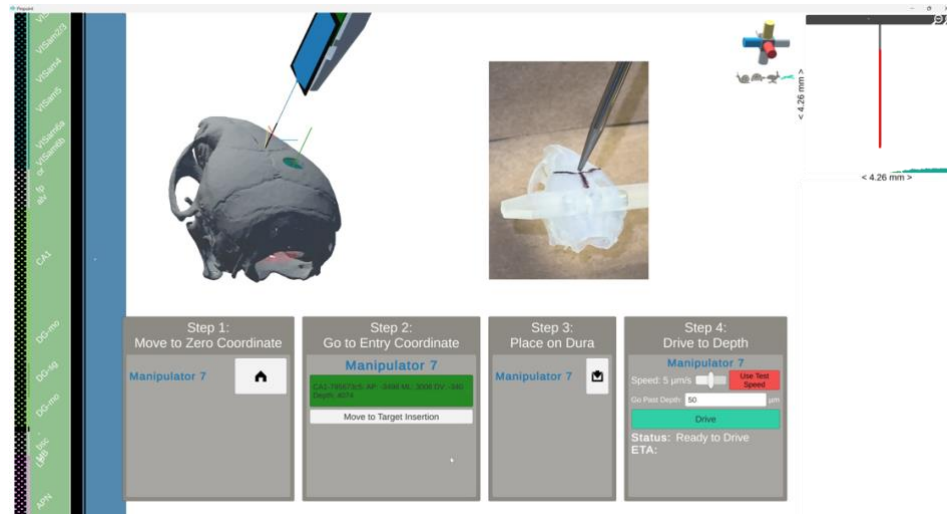 Pinpoint
VISam2/3
VISam4
VISam5
VISam6a
VISam6b
or
fp
alv
CA1
DG-mo
DG-sg
DG-mo
bsc
MB
APN
< 4.26 mm >
< 4.26 mm >
Step 1:
Move to Zero Coordinate
Manipulator 7
Step 2:
Go to Entry Coordinate
Manipulator 7
Depth: 4974
Move to Target Insertion
Step 3:
Place on Dura
Manipulator 7
Step 4:
Drive to Depth
Manipulator 7
Speed: 5 μm/s
Use Test
Speed
Go Past Depth: 50 μm
Drive
Status: Ready to Drive
ETA: